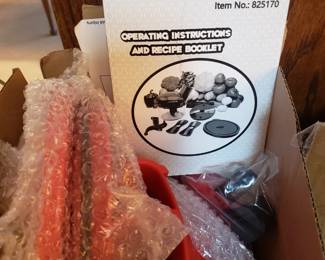 Item No.: 825170
OPERATING INSTRUCTIONS
AND RECIPE BOOKLET